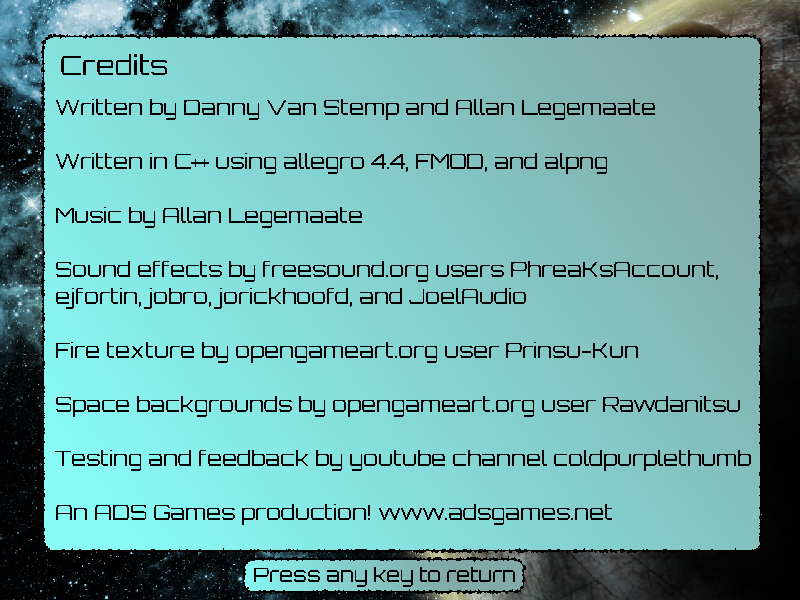 Credits
Written by Danny Van Stemp and Allan Legemaate
Written in C++ using allegro 4.4, FMOD, and alpng
Music by Allan Legemaate
Sound effects by freesound.org users PhreaKsAccount,
ejfortin, jobro, jorickhoofd, and JoelAudio
Fire texture by opengameart.org user Prinsu-Kun
Space backgrounds by opengameart.org user Rawdanitsu
Testing and feedback by youtube channel coldpurplethumb
An ADS Games production! www.adsgames.net
Press any key to return